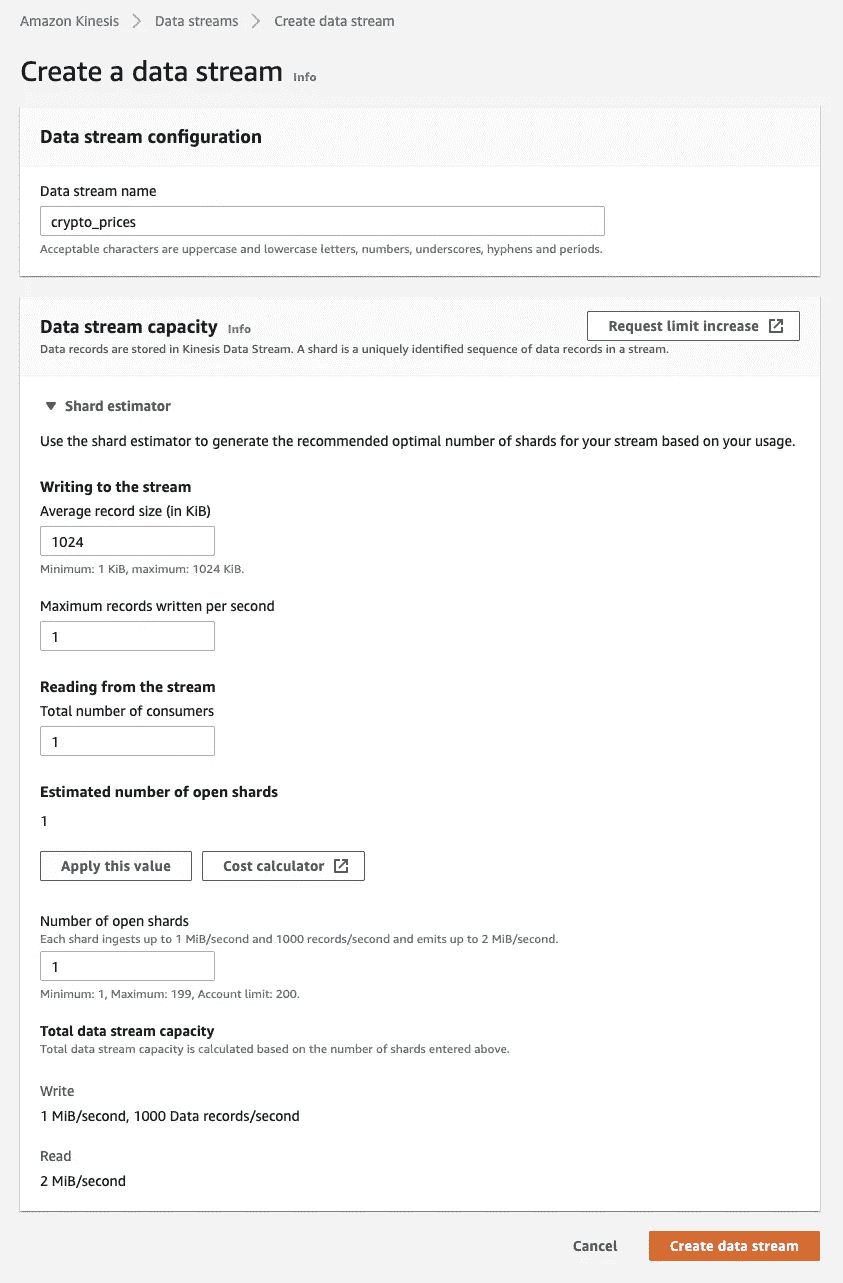 Amazon Kinesis > Data streams > Create data stream
Create a data stream Info
Data stream configuration
Data stream name
crypto_prices
Acceptable characters are uppercase and lowercase letters, numbers, underscores, hyphens and periods.
Data stream capacity Info
Request limit increase
Data records are stored in Kinesis Data Stream. A shard is a uniquely identified sequence of data records in a stream.
Shard estimator
Use the shard estimator to generate the recommended optimal number of shards for your stream based on your usage.
Writing to the stream
Average record size (in KiB)
1024
Minimum: 1 KiB, maximum: 1024 KiB.
Maximum records written per second
1
Reading from the stream
Total number of consumers
1
Estimated number of open shards
1
Apply this value Cost calculator
Number of open shards
Each shard ingests up to 1 MiB/second and 1000 records/second and emits up to 2 MiB/second.
1
Minimum: 1, Maximum: 199, Account limit: 200.
Total data stream capacity
Total data stream capacity is calculated based on the number of shards entered above.
Write
1 MiB/second, 1000 Data records/second
Read
2 MiB/second
Cancel Create data stream